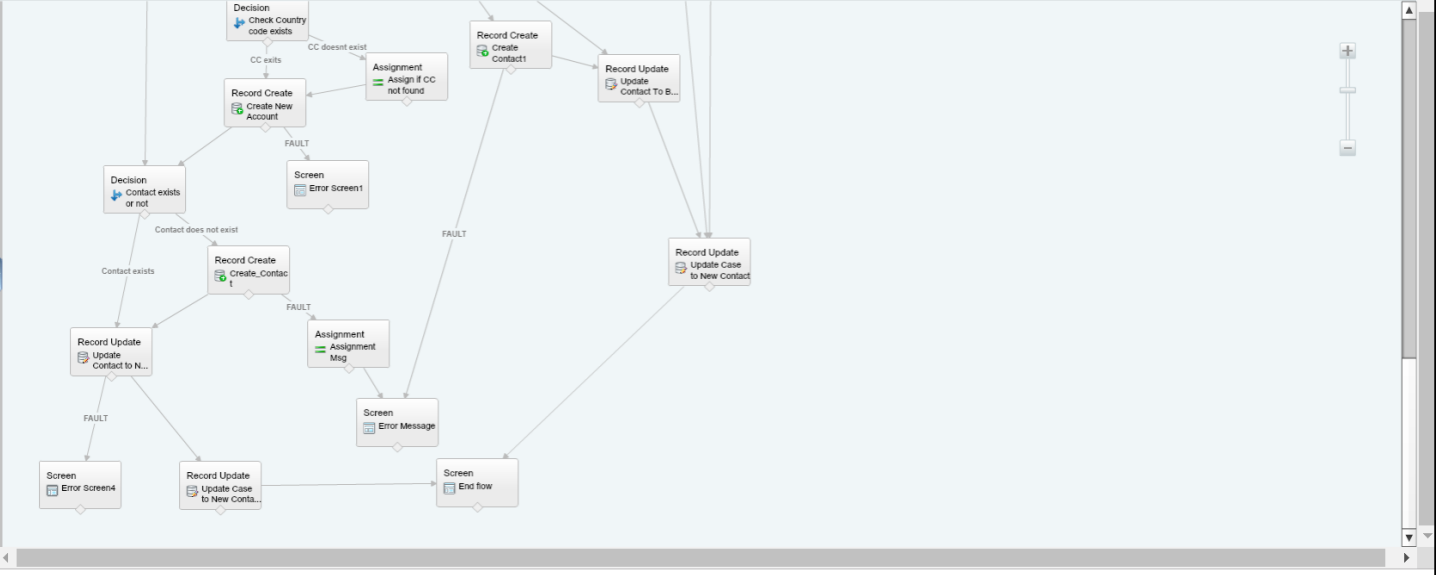 Decision
Check Country
code exists
CC doesnt exist
CC exits
Assignment
Assign if CC
not found
Record Create
Create New
Account
FAULT
Screen
Error Screen1
Decision
Contact exists
or not
Contact does not exist
Contact exists
Record Create
Create_Contac
t
FAULT
Assignment
Assignment
Msg
Record Update
Update
Contact to N...
FAULT
Screen
Error Screen4
Record Update
Update Case
to New Conta...
Screen
Error Message
Screen
End flow
Record Create
Create
Contact1
FAULT
Record Update
Update
Contact To B...
Record Update
Update Case
to New Contact